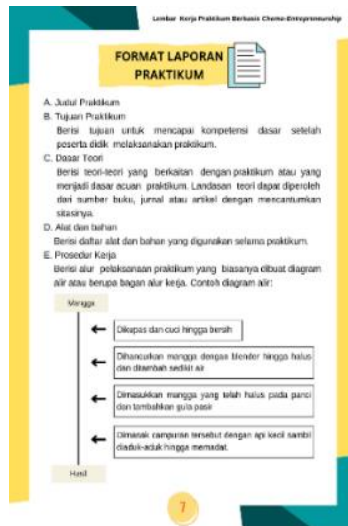 Lembar Kerja Praktikum Berbasis Chemo-Entrepreneurship
FORMAT LAPORAN
PRAKTIKUM
A. Judul Praktikum
B. Tujuan Praktikum
Berisi tujuan untuk mencapai kompetensi dasar setelah
peserta didik melaksanakan praktikum.
C. Dasar Teori
Berisi teori-teori yang berkaitan dengan praktikum atau yang
menjadi dasar acuan praktikum. Landasan teori dapat diperoleh
dari sumber buku, jurnal atau artikel dengan mencantumkan
sitasinya.
D. Alat dan bahan
Berisi daftar alat dan bahan yang digunakan selama praktikum.
E. Prosedur Kerja
Berisi alur pelaksanaan praktikum yang biasanya dibuat diagram
alir atau berupa bagan alur kerja. Contoh diagram alir:
Mangga
Dikupas dan cuci hingga bersih
Dihancurkan mangga dengan blender hingga halus
dan ditambah sedikit air
Dimasukkan mangga yang telah halus pada panci
dan tambahkan gula pasir
Dimasak campuran tersebut dengan api kecil sambil
diaduk-aduk hingga memadat.
Hasil
7